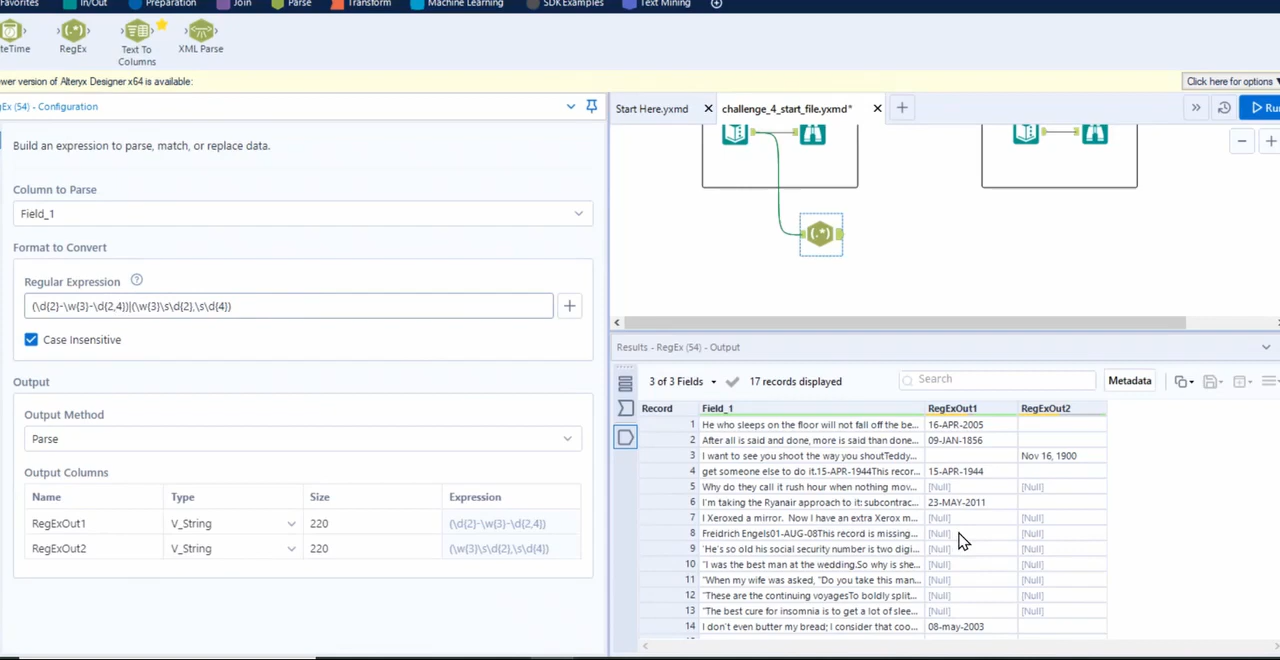 Favorites In/Out Preparation Join Parse Transform Machine Learning SDKExamples Text Mining
teTime RegEx Text To Columns XML Parse
wer version of Alteryx Designer x64 is available: Click here for options
gEx (54) - Configuration
Start Here.yxmd challenge_4_start_file.yxmd* Run
Build an expression to parse, match, or replace data.
Column to Parse
Field_1
Format to Convert
Regular Expression
(\d{2}-\w{3}-\d{2,4})|(\w{3}\s\d{2},\s\d{4})
Case Insensitive
Output
Output Method
Parse
Output Columns
Name Type Size Expression
RegExOut1 V_String 220 (\d{2}-\w{3}-\d{2,4})
RegExOut2 V_String 220 (\w{3}\s\d{2},\s\d{4})
Results - RegEx (54) - Output
3 of 3 Fields 17 records displayed Search Metadata
Record Field_1 RegExOut1 RegExOut2
1 He who sleeps on the floor will not fall off the be... 16-APR-2005
2 After all is said and done, more is said than done... 09-JAN-1856
3 I want to see you shoot the way you shoutTeddy... Nov 16, 1900
4 get someone else to do it.15-APR-1944This recor... 15-APR-1944
5 Why do they call it rush hour when nothing mov... [Null] [Null]
6 I'm taking the Ryanair approach to it: subcontrac... 23-MAY-2011
7 I Xeroxed a mirror.  Now I have an extra Xerox m... [Null] [Null]
8 Freidrich Engels01-AUG-08This record is missing... [Null] [Null]
9 'He's so old his social security number is two digi... [Null] [Null]
10 "I was the best man at the wedding.So why is she... [Null] [Null]
11 "When my wife was asked, "Do you take this man... [Null] [Null]
12 "These are the continuing voyagesTo boldly split... [Null] [Null]
13 "The best cure for insomnia is to get a lot of slee... [Null] [Null]
14 I don't even butter my bread; I consider that coo... 08-may-2003